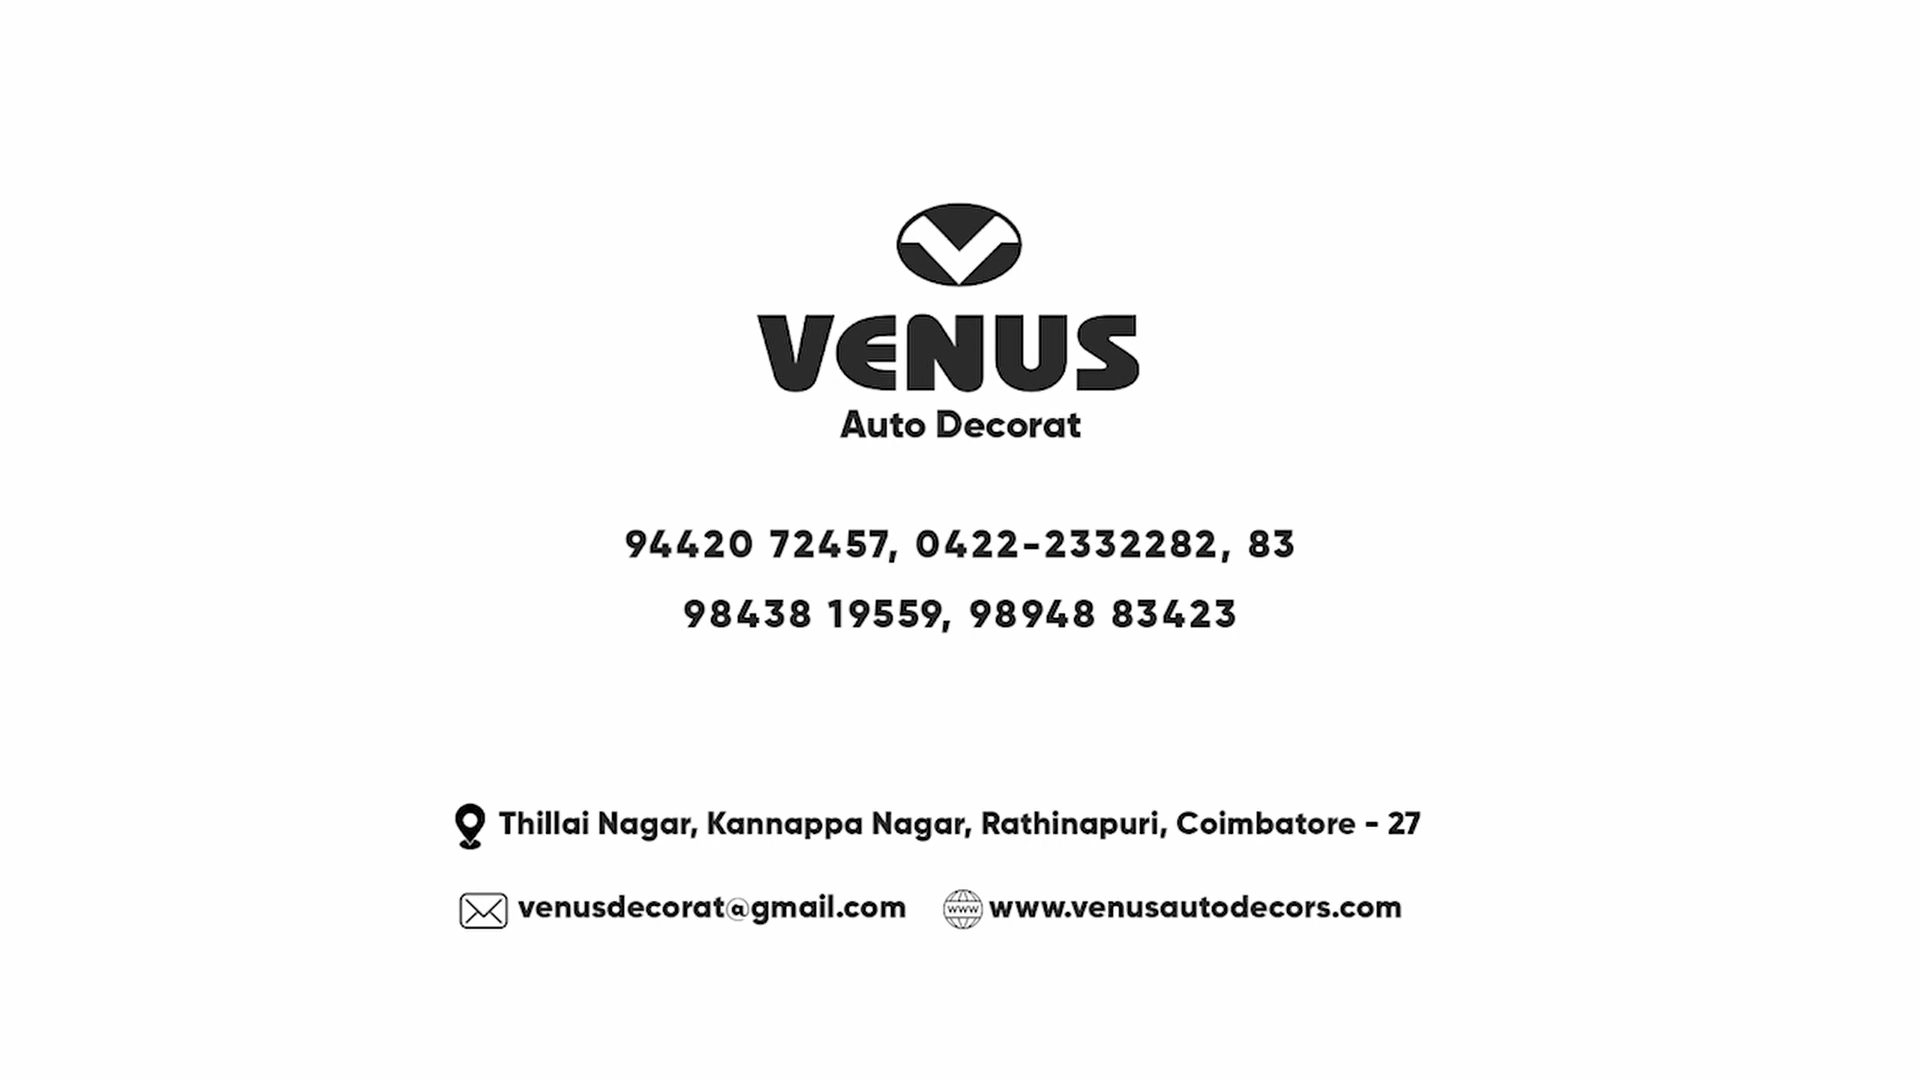 VENUS
Auto Decorat
94420 72457, 0422-2332282, 83
98438 19559, 98948 83423
Thillai Nagar, Kannappa Nagar, Rathinapuri, Coimbatore - 27
venusdecorat@gmail.com
www www.venusautodecors.com